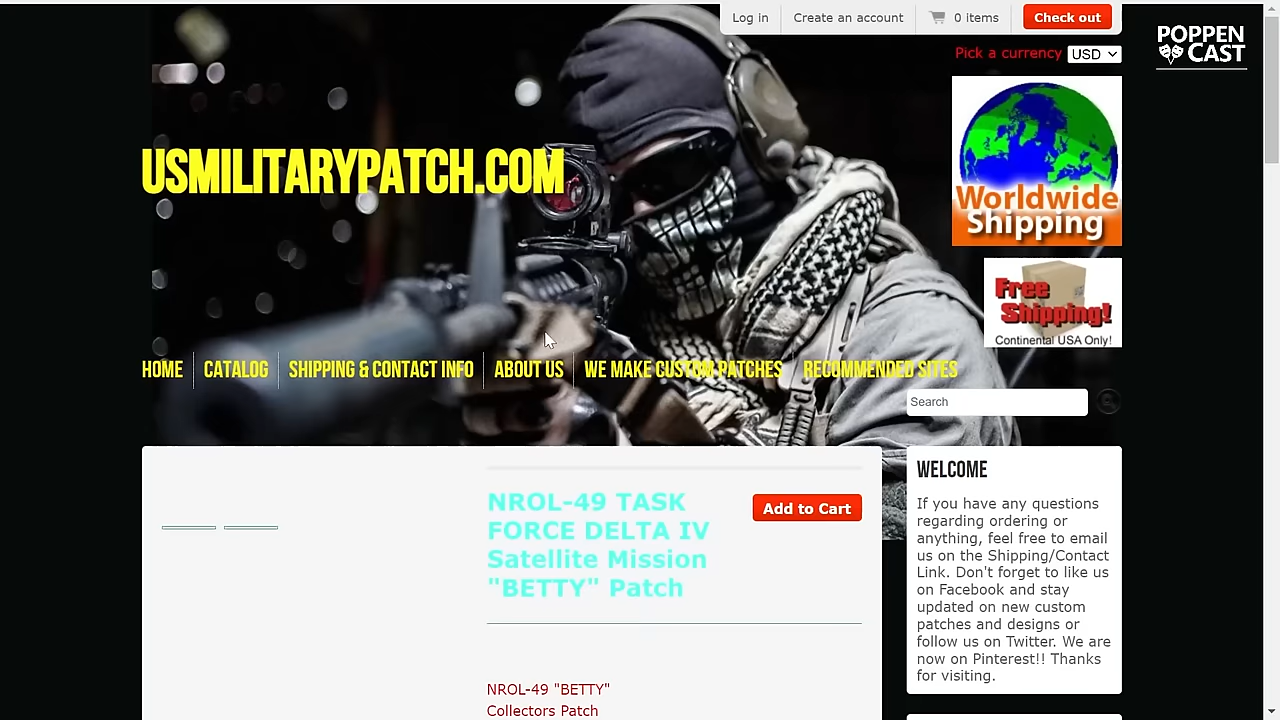 Log in
Create an account
0 items
Check out
POPPEN
CAST
Pick a currency
USD
Worldwide
Shipping
USMILITARYPATCH.COM
Free
Shipping!
Continental USA Only!
HOME
CATALOG
SHIPPING & CONTACT INFO
ABOUT US
WE MAKE CUSTOM PATCHES
RECOMMENDED SITES
Search
NROL-49 TASK
FORCE DELTA IV
Satellite Mission
"BETTY" Patch
Add to Cart
NROL-49 "BETTY"
Collectors Patch
WELCOME
If you have any questions
regarding ordering or
anything, feel free to email
us on the Shipping/Contact
Link. Don't forget to like us
on Facebook and stay
updated on new custom
patches and designs or
follow us on Twitter. We are
now on Pinterest!! Thanks
for visiting.